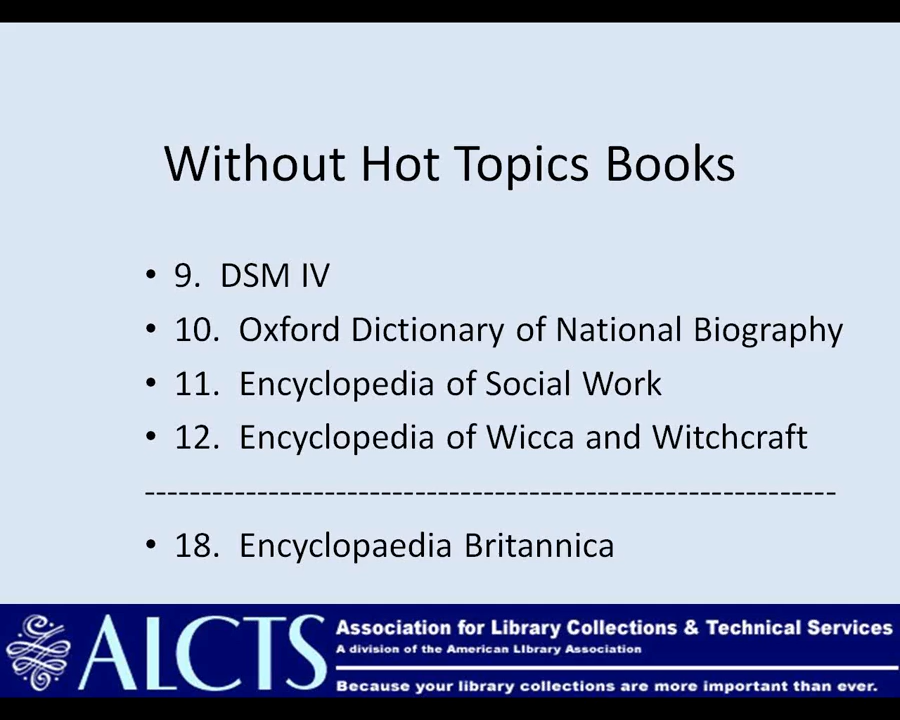 Without Hot Topics Books
• 9. DSM IV
• 10. Oxford Dictionary of National Biography
• 11. Encyclopedia of Social Work
• 12. Encyclopedia of Wicca and Witchcraft
--------------------------------------------------------------
• 18. Encyclopaedia Britannica
ALCTS
Association for Library Collections & Technical Services
A division of the American Library Association
Because your library collections are more important than ever.